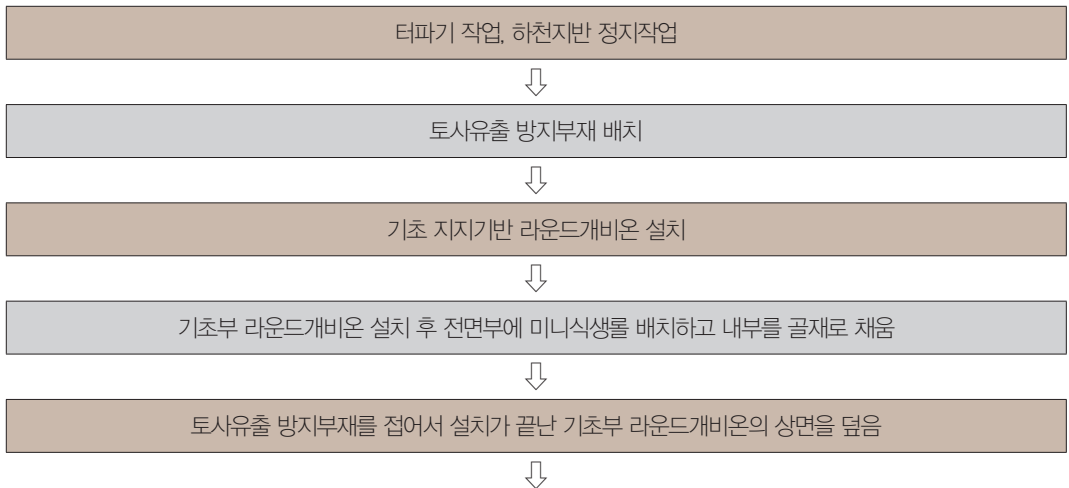 터파기 작업, 하천지반 정지작업
토사유출 방지부재 배치
기초 지지기반 라운드개비온 설치
기초부 라운드개비온 설치 후 전면부에 미니식생롤 배치하고 내부를 골재로 채움
토사유출 방지부재를 접어서 설치가 끝난 기초부 라운드개비온의 상면을 덮음